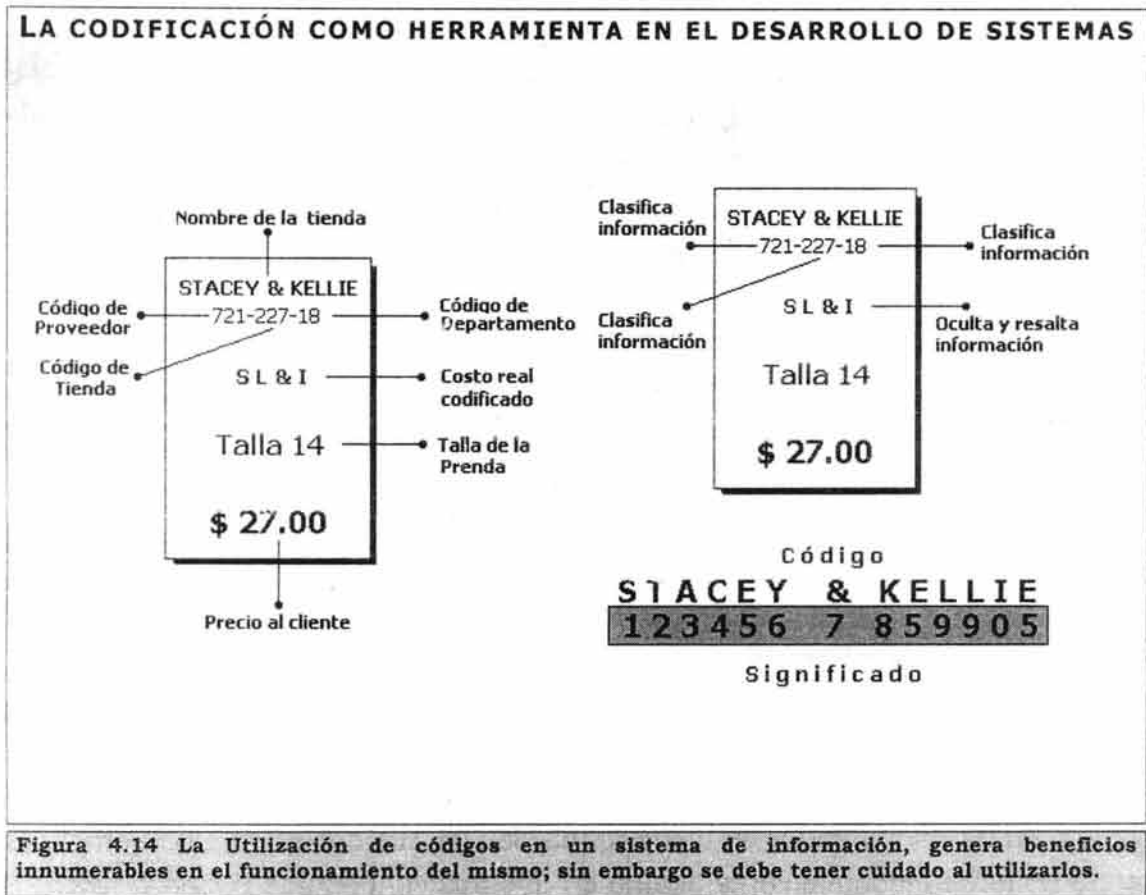 LA CODIFICACIÓN COMO HERRAMIENTA EN EL DESARROLLO DE SISTEMAS
Nombre de la tienda
STACEY & KELLIE
721-227-18
Código de
Proveedor
Código de
Departamento
Código de
Tienda
S L & I
Costo real
codificado
Talla 14
Talla de la
Prenda
$ 27.00
Precio al cliente
Clasifica
información
STACEY & KELLIE
721-227-18
Clasifica
información
Clasifica
información
S L & I
Oculta y resalta
información
Talla 14
$ 27.00
Código
STACEY & KELLIE
123456 7 859905
Significado
Figura 4.14 La Utilización de códigos en un sistema de información, genera beneficios
innumerables en el funcionamiento del mismo; sin embargo se debe tener cuidado al utilizarlos.